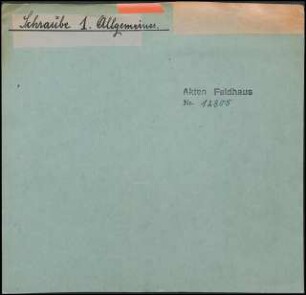 Schraube 1. Allgemeines.
Akten Feldhaus
No. 12805